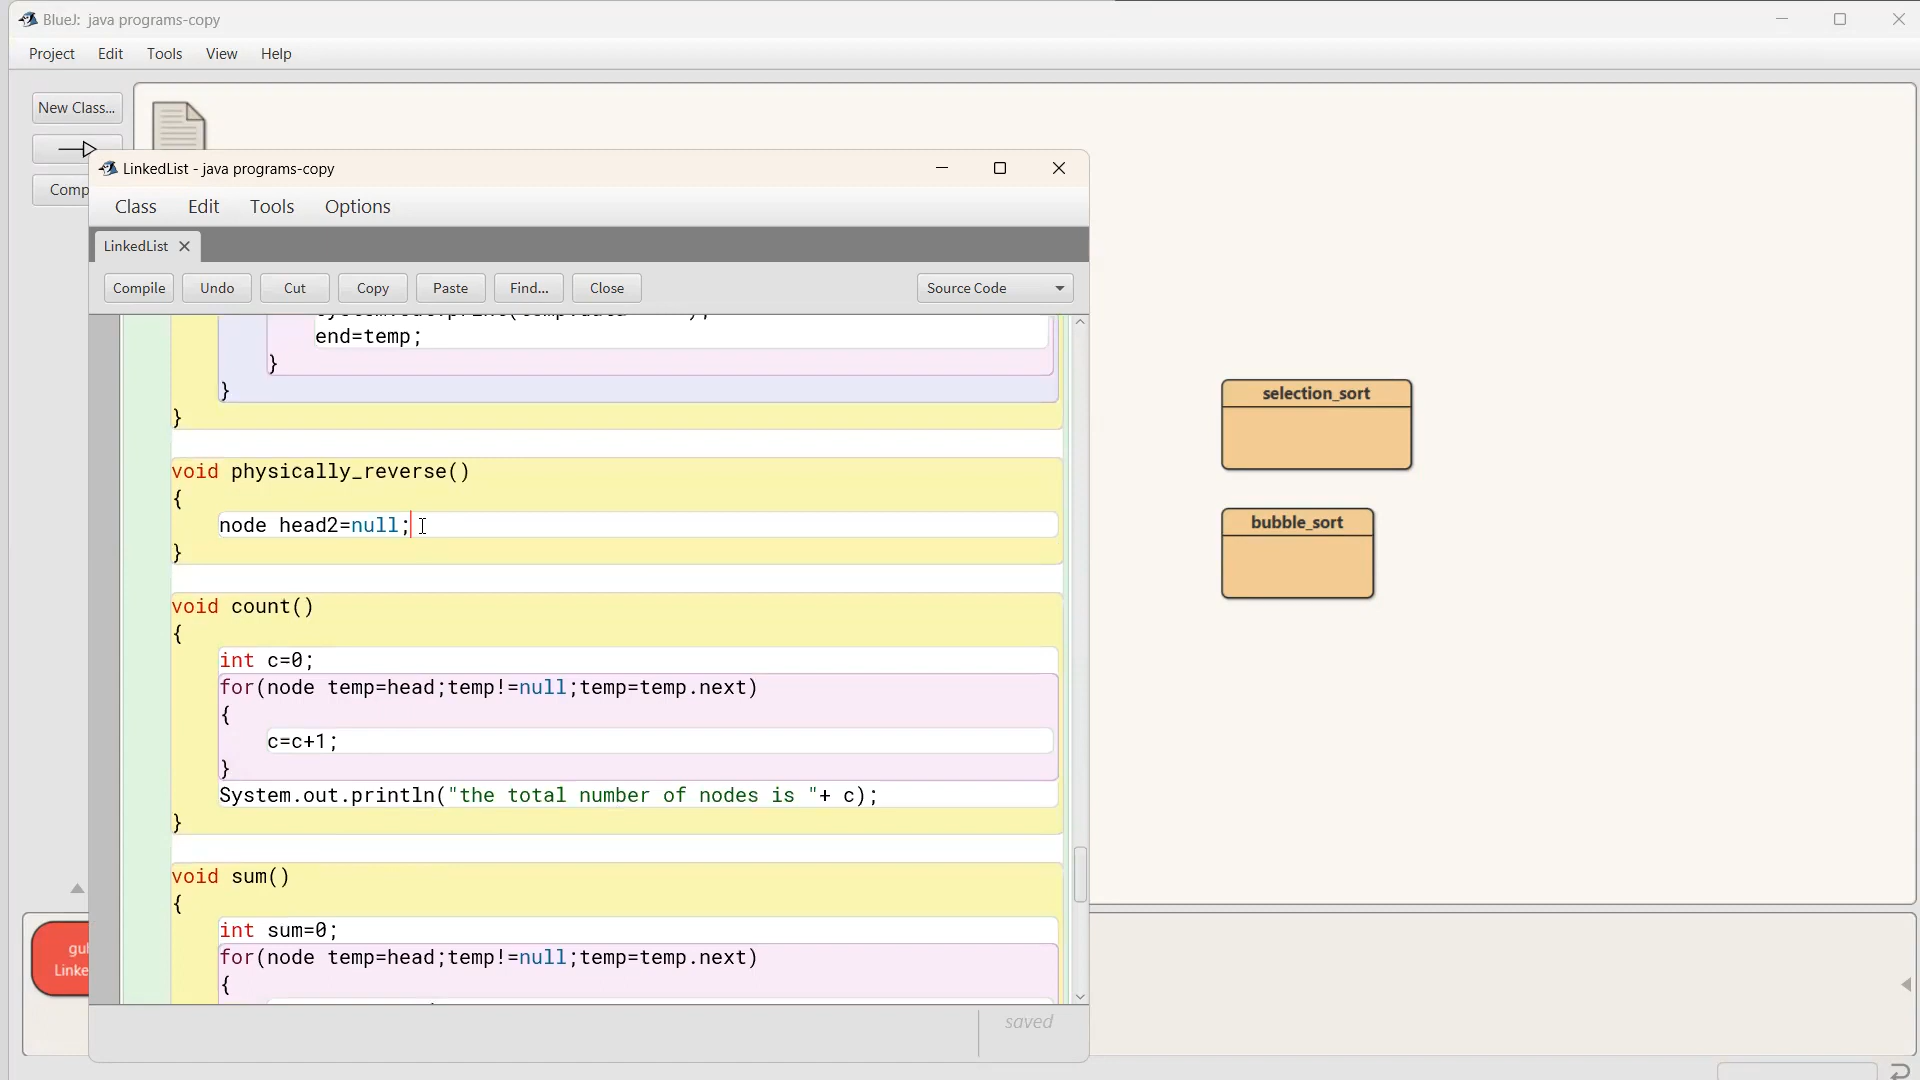 BlueJ: java programs-copy
Project Edit Tools View Help
New Class...
Comp
LinkedList - java programs-copy
Class Edit Tools Options
LinkedList
Compile Undo Cut Copy Paste Find... Close Source Code
end=temp;
}
}
}
void physically_reverse()
{
node head2=null;
}
void count()
{
int c=0;
for(node temp=head;temp!=null;temp=temp.next)
{
c=c+1;
}
System.out.println("the total number of nodes is "+ c);
}
void sum()
{
int sum=0;
for(node temp=head;temp!=null;temp=temp.next)
{
saved
selection_sort
bubble_sort
gu
Linke